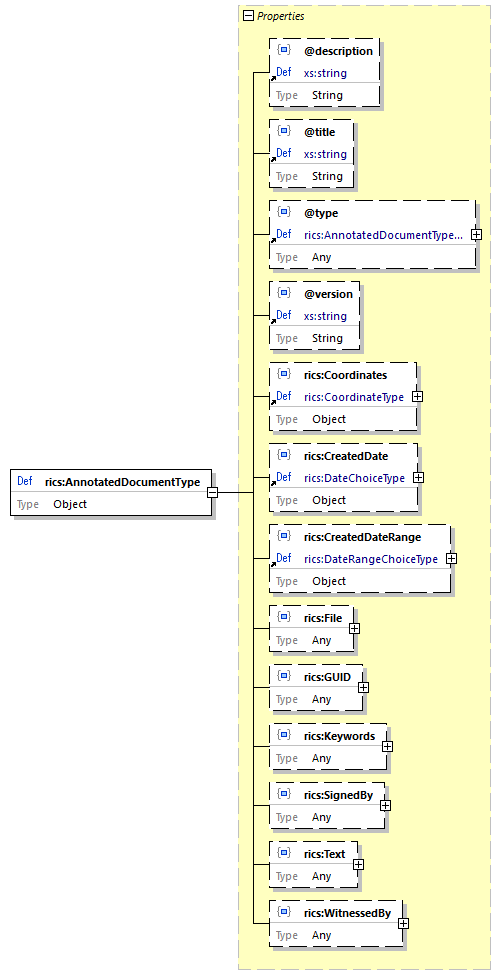 Properties
@description
Def xs:string
Type String
@title
Def xs:string
Type String
@type
Def rics:AnnotatedDocumentType...
Type Any
@version
Def xs:string
Type String
rics:Coordinates
Def rics:CoordinateType
Type Object
rics:CreatedDate
Def rics:DateChoiceType
Type Object
Def rics:AnnotatedDocumentType
Type Object
rics:CreatedDateRange
Def rics:DateRangeChoiceType
Type Object
rics:File
Type Any
rics:GUID
Type Any
rics:Keywords
Type Any
rics:SignedBy
Type Any
rics:Text
Type Any
rics:WitnessedBy
Type Any